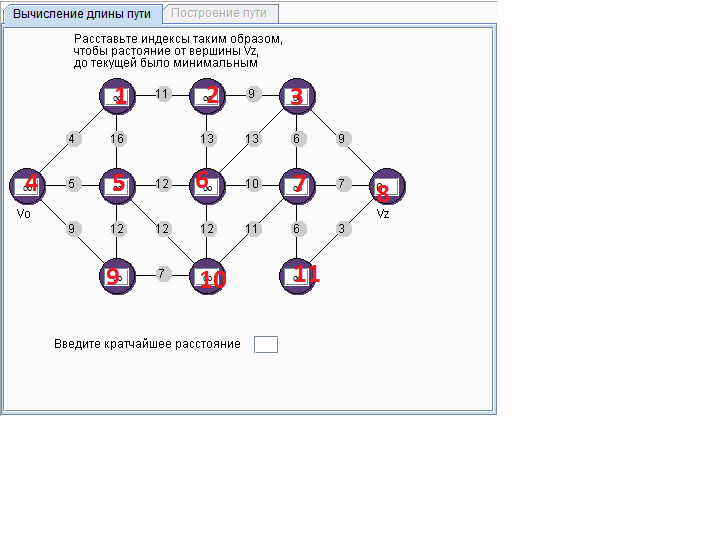 Вычисление длины пути
Построение пути
Расставьте индексы таким образом,
чтобы растояние от вершины Vz,
до текущей было минимальным
1 11 2 9 3
4 16 13 13 6 9
4 5 5 12 6 10 7 7 8
Vo Vz
9 12 12 12 11 6 3
9 7 10 11
Введите кратчайшее расстояние